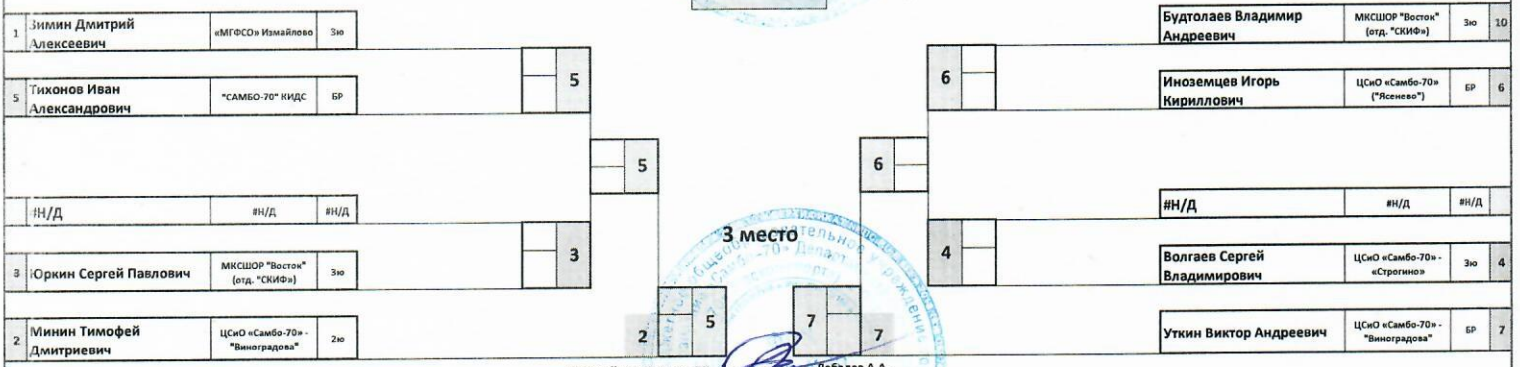 1 Зимин Дмитрий Алексеевич «МГФСО» Измайлово 3ю
5 Тихонов Иван Александрович "САМБО-70" КИДС БР
5
5
#Н/Д #Н/Д #Н/Д
3
3 Юркин Сергей Павлович МКСШОР "Восток" (отд. "СКИФ») 3ю
2 Минин Тимофей Дмитриевич ЦСиО «Самбо-70» - "Виноградова" 2ю
3 место
2 5 7 7
Будтолаев Владимир Андреевич МКСШОР "Восток" (отд. "СКИФ») 3ю 10
6
Иноземцев Игорь Кириллович ЦСиО «Самбо-70» ("Ясенево") БР 6
6
#Н/Д #Н/Д #Н/Д
4
Волгаев Сергей Владимирович ЦСиО «Самбо-70» - «Строгино» 3ю 4
Уткин Виктор Андреевич ЦСиО «Самбо-70» - "Виноградова" БР 7